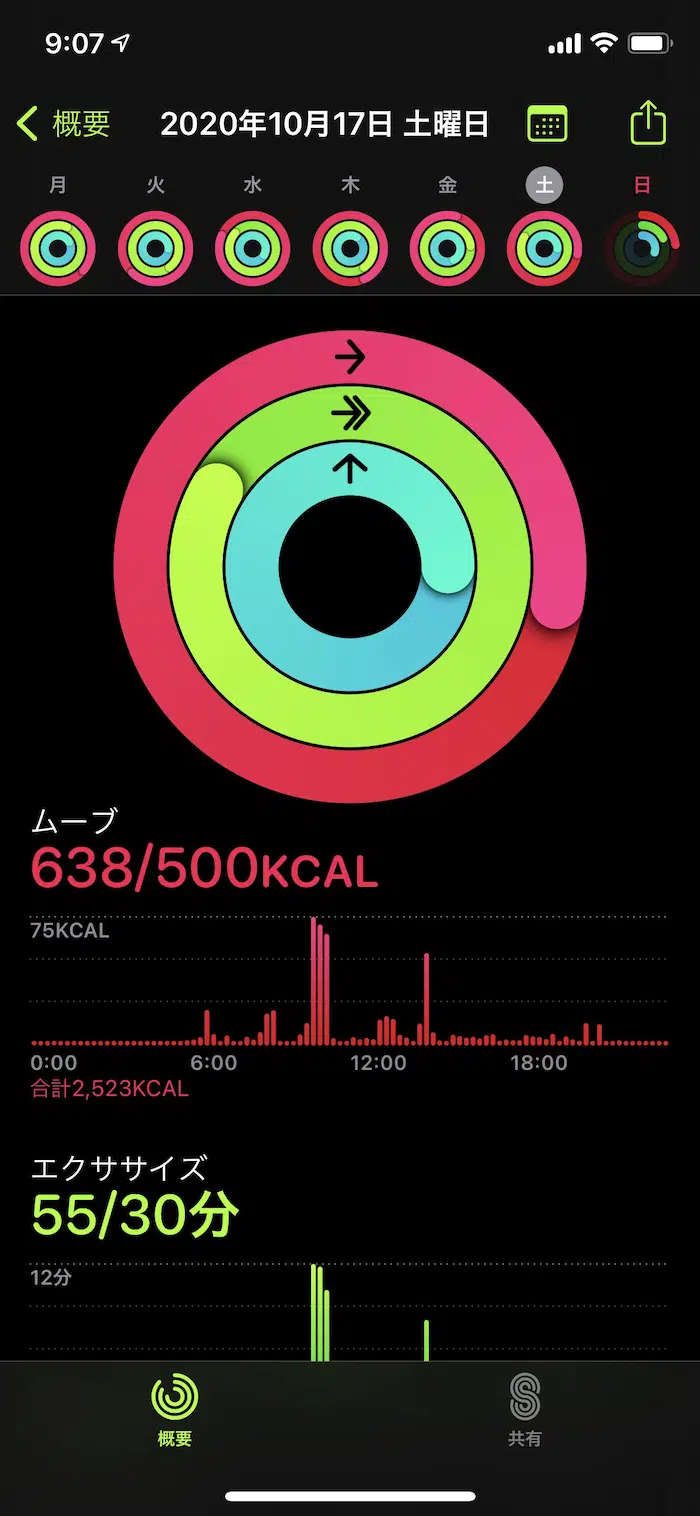 9:07
概要 2020年10月17日 土曜日
月 火 水 木 金 土 日
ムーブ
638/500KCAL
75KCAL
0:00 6:00 12:00 18:00
合計2,523KCAL
エクササイズ
55/30分
12分
概要 共有